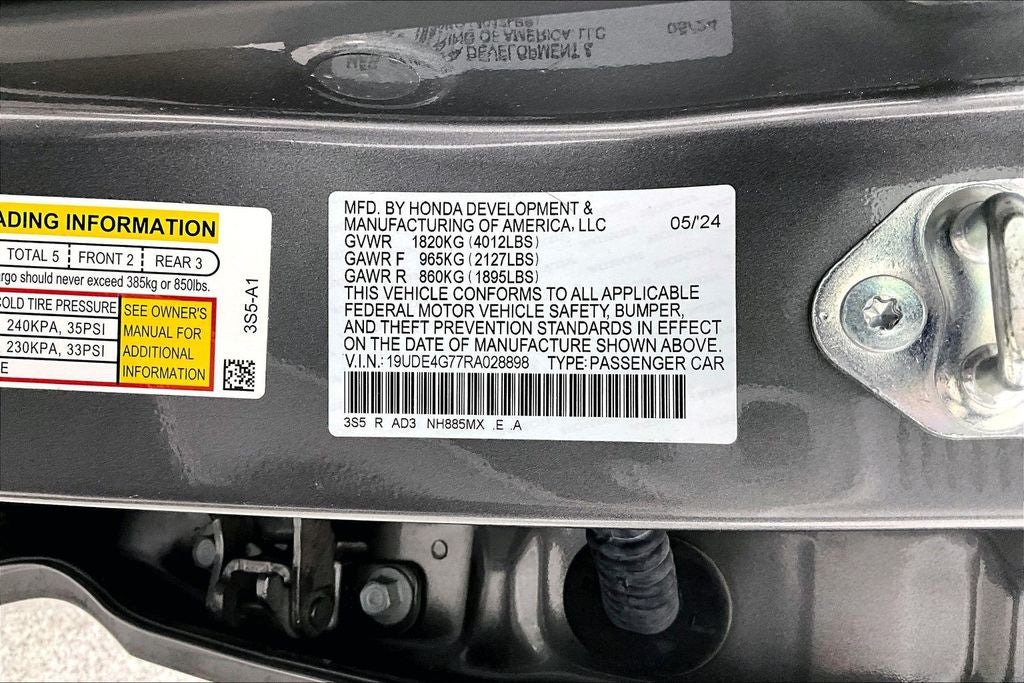 ADING INFORMATION
TOTAL 5 FRONT 2 REAR 3
rgo should never exceed 385kg or 850lbs.
COLD TIRE PRESSURE
240KPA, 35PSI
230KPA, 33PSI
E
SEE OWNER'S
MANUAL FOR
ADDITIONAL
INFORMATION
3S5-A1
MFD. BY HONDA DEVELOPMENT &
MANUFACTURING OF AMERICA, LLC 05/'24
GVWR 1820KG (4012LBS)
GAWR F 965KG (2127LBS)
GAWR R 860KG (1895LBS)
THIS VEHICLE CONFORMS TO ALL APPLICABLE
FEDERAL MOTOR VEHICLE SAFETY, BUMPER,
AND THEFT PREVENTION STANDARDS IN EFFECT
ON THE DATE OF MANUFACTURE SHOWN ABOVE.
V.I.N.: 19UDE4G77RA028898 TYPE: PASSENGER CAR
3S5 R AD3 NH885MX .E .A